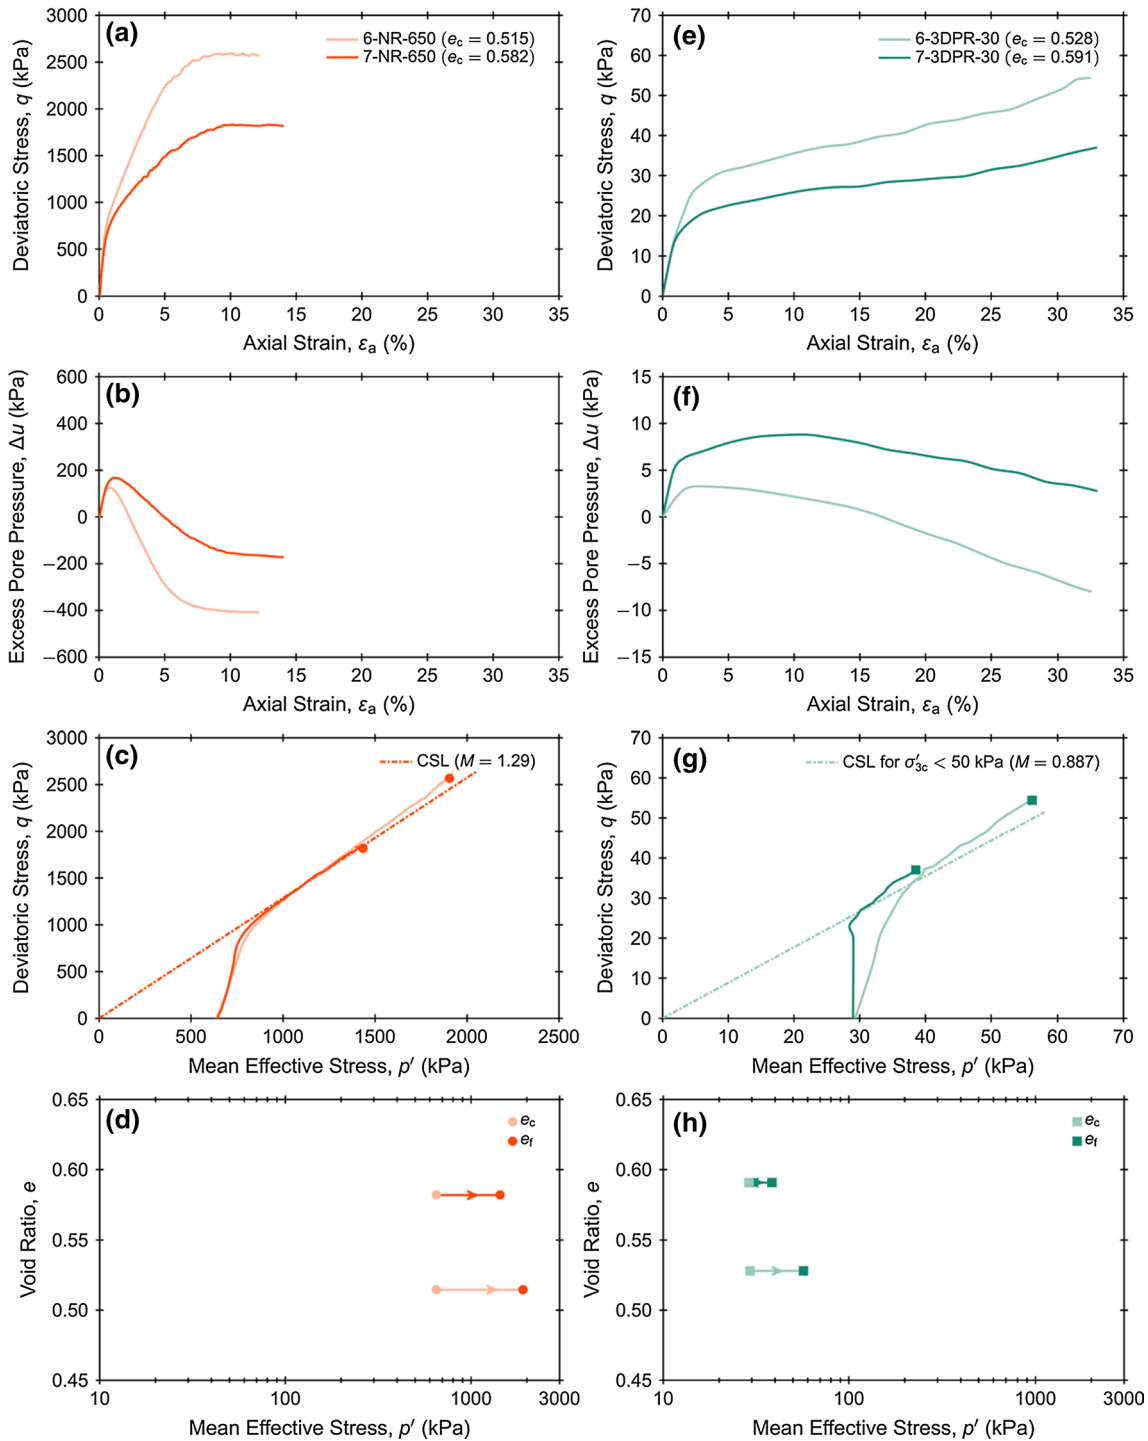 (a)
6-NR-650 (ec = 0.515)
7-NR-650 (ec = 0.582)
Deviatoric Stress, q (kPa)
3000
2500
2000
1500
1000
500
0
0 5 10 15 20 25 30 35
Axial Strain, εa (%)
(e)
6-3DPR-30 (ec = 0.528)
7-3DPR-30 (ec = 0.591)
Deviatoric Stress, q (kPa)
70
60
50
40
30
20
10
0
0 5 10 15 20 25 30 35
Axial Strain, εa (%)
(b)
Excess Pore Pressure, Δu (kPa)
600
400
200
0
−200
−400
−600
0 5 10 15 20 25 30 35
Axial Strain, εa (%)
(f)
Excess Pore Pressure, Δu (kPa)
15
10
5
0
−5
−10
−15
0 5 10 15 20 25 30 35
Axial Strain, εa (%)
(c)
CSL (M = 1.29)
Deviatoric Stress, q (kPa)
3000
2500
2000
1500
1000
500
0
0 500 1000 1500 2000 2500
Mean Effective Stress, p′ (kPa)
(g)
CSL for σ′3c < 50 kPa (M = 0.887)
Deviatoric Stress, q (kPa)
70
60
50
40
30
20
10
0
0 10 20 30 40 50 60 70
Mean Effective Stress, p′ (kPa)
(d)
ec
ef
Void Ratio, e
0.65
0.60
0.55
0.50
0.45
10 100 1000 3000
Mean Effective Stress, p′ (kPa)
(h)
ec
ef
Void Ratio, e
0.65
0.60
0.55
0.50
0.45
10 100 1000 3000
Mean Effective Stress, p′ (kPa)